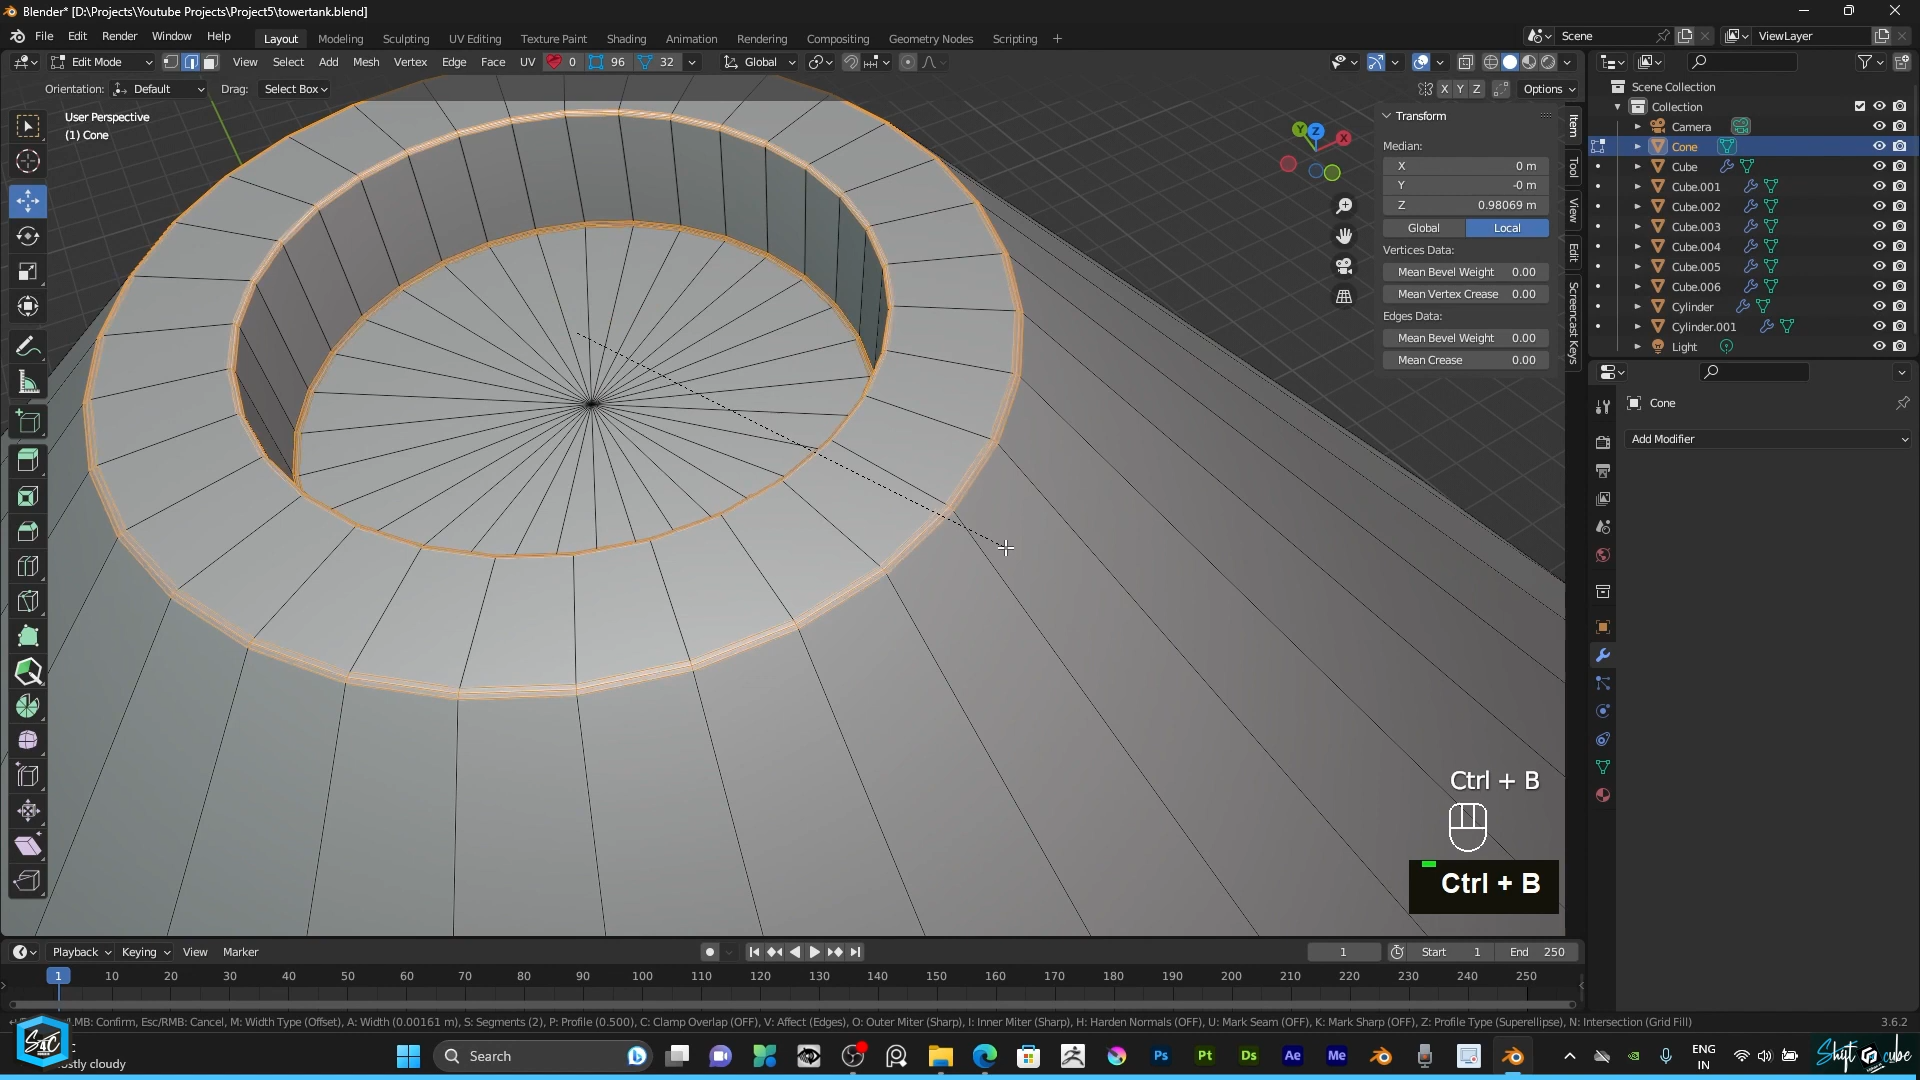 Blender* [D:\Projects\Youtube Projects\Project5\towertank.blend]
File Edit Render Window Help Layout Modeling Sculpting UV Editing Texture Paint Shading Animation Rendering Compositing Geometry Nodes Scripting + Scene ViewLayer
Edit Mode View Select Add Mesh Vertex Edge Face UV 0 96 32 Global
Orientation: Default Drag: Select Box X Y Z Options
User Perspective
(1) Cone
Y Z X
Transform
Median:
X 0 m
Y -0 m
Z 0.98069 m
Global Local
Vertices Data:
Mean Bevel Weight 0.00
Mean Vertex Crease 0.00
Edges Data:
Mean Bevel Weight 0.00
Mean Crease 0.00
Item
Tool
View
Edit
Screencast Keys
Scene Collection
Collection
Camera
Cone
Cube
Cube.001
Cube.002
Cube.003
Cube.004
Cube.005
Cube.006
Cylinder
Cylinder.001
Light
Cone
Add Modifier
Ctrl + B
Ctrl + B
Playback Keying View Marker 1 Start 1 End 250
1 10 20 30 40 50 60 70 80 90 100 110 120 130 140 150 160 170 180 190 200 210 220 230 240 250
/LMB: Confirm, Esc/RMB: Cancel, M: Width Type (Offset), A: Width (0.00161 m), S: Segments (2), P: Profile (0.500), C: Clamp Overlap (OFF), V: Affect (Edges), O: Outer Miter (Sharp), I: Inner Miter (Sharp), H: Harden Normals (OFF), U: Mark Seam (OFF), K: Mark Sharp (OFF), Z: Profile Type (Superellipse), N: Intersection (Grid Fill) 3.6.2
S4C
cloudy
Search
Ps Pt Ds Ae Me
ENG
IN